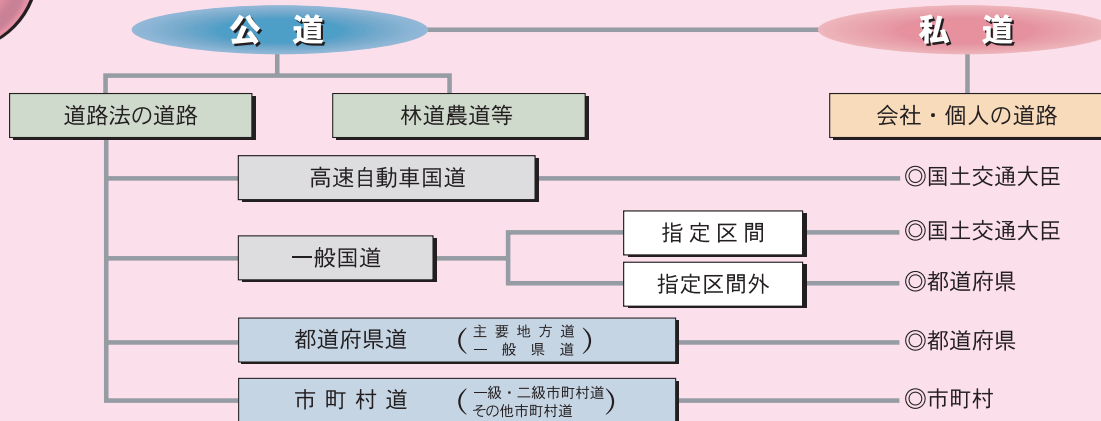 公道
私道
道路法の道路
林道農道等
会社・個人の道路
高速自動車国道
◎国土交通大臣
一般国道
指定区間
◎国土交通大臣
指定区間外
◎都道府県
都道府県道
(主要地方道
一般県道)
◎都道府県
市町村道
(一級・二級市町村道
その他市町村道)
◎市町村